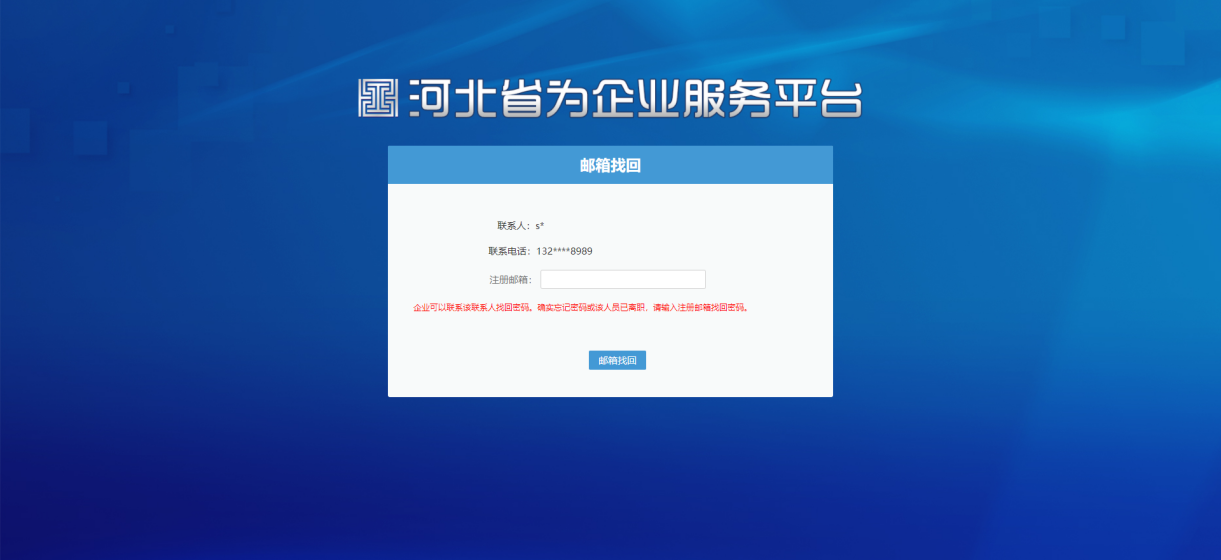 河北省为企业服务平台
邮箱找回
联系人：s*
联系电话：132****8989
注册邮箱：
企业可以联系该联系人找回密码。确实忘记密码或该人员已离职，请输入注册邮箱找回密码。
邮箱找回